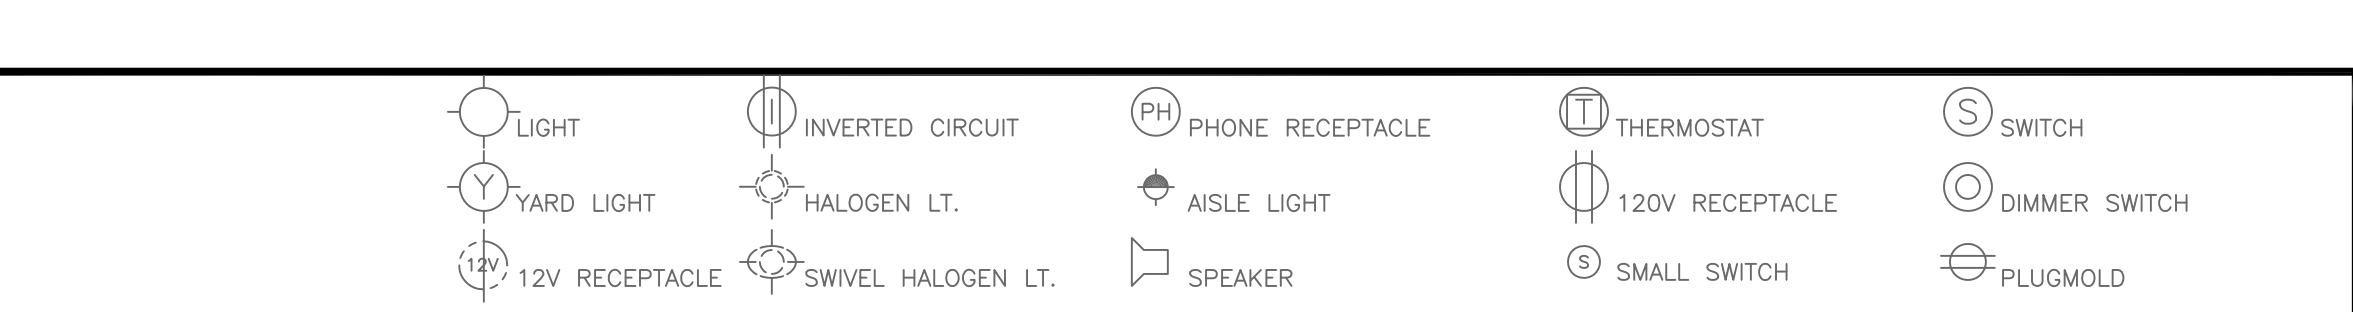 LIGHT INVERTED CIRCUIT PH PHONE RECEPTACLE T THERMOSTAT S SWITCH
Y YARD LIGHT HALOGEN LT. AISLE LIGHT 120V RECEPTACLE DIMMER SWITCH
12V 12V RECEPTACLE SWIVEL HALOGEN LT. SPEAKER S SMALL SWITCH PLUGMOLD